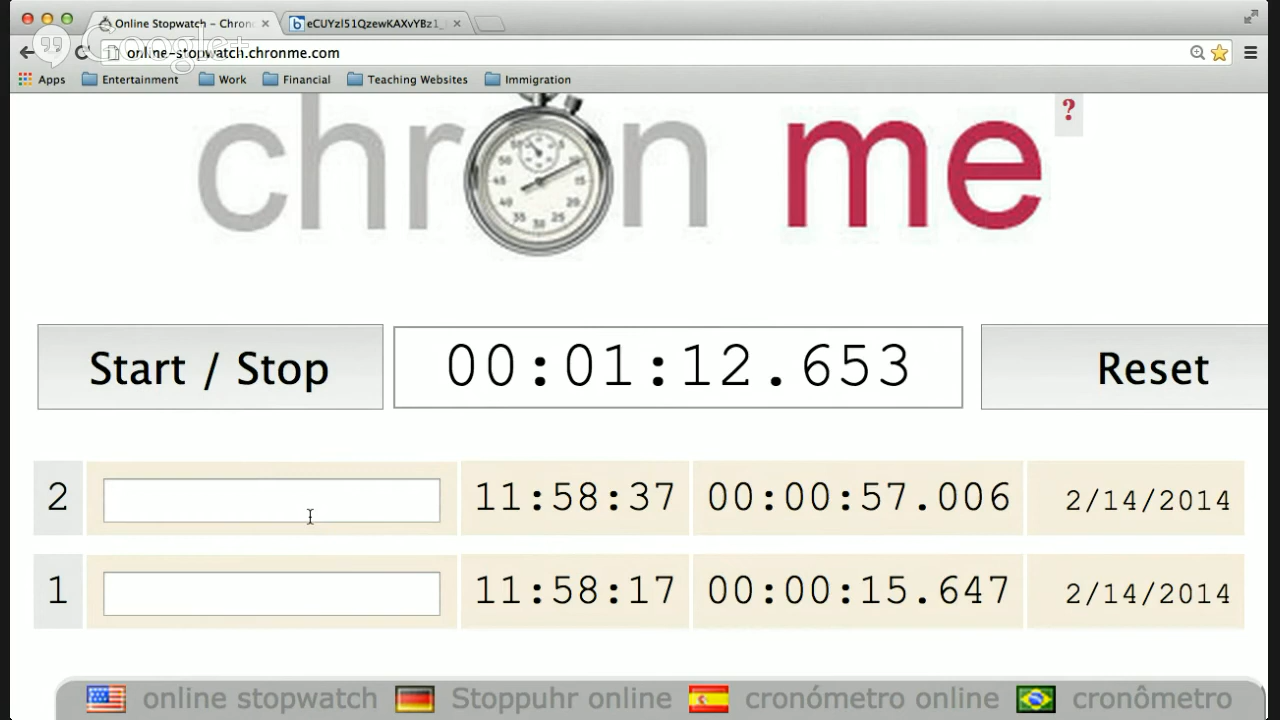 Online Stopwatch – Chron
eCUYzI51QzewKAXvYBz1_
Google+
online-stopwatch.chronme.com
Apps Entertainment Work Financial Teaching Websites Immigration
chron me ?
Start / Stop 00:01:12.653 Reset
2 11:58:37 00:00:57.006 2/14/2014
1 11:58:17 00:00:15.647 2/14/2014
online stopwatch Stoppuhr online cronómetro online cronômetro